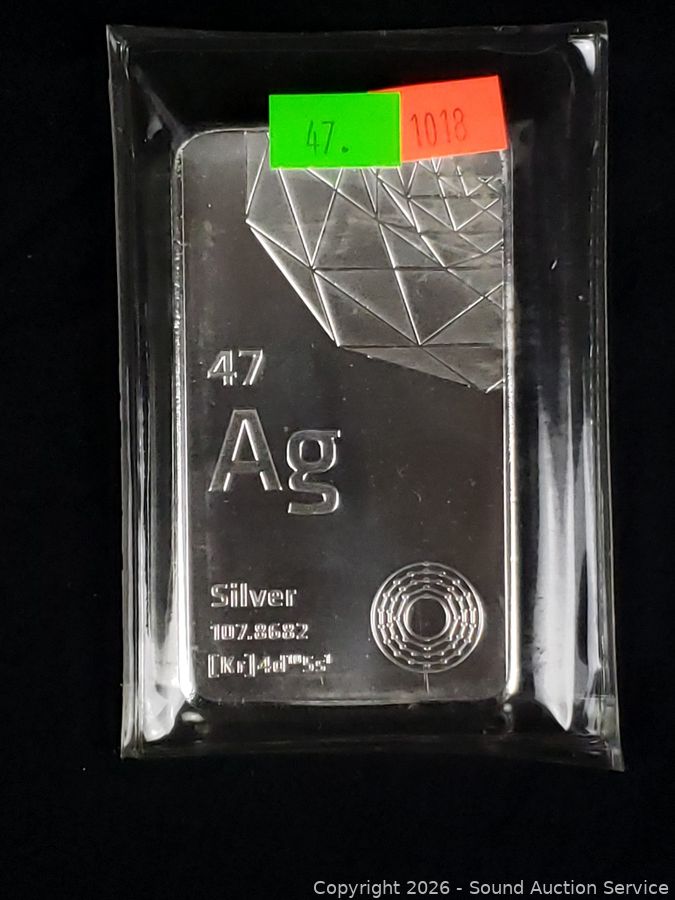 47.
1018
47
Ag
Silver
107.8682
[Kr]4d¹⁰5s¹
Copyright 2026 - Sound Auction Service